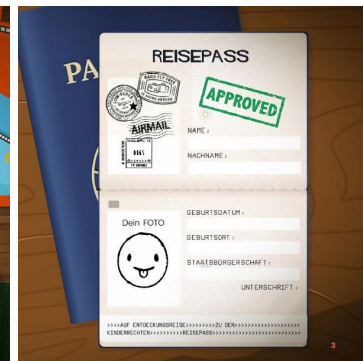 PA
REISEPASS
APPROVED
AIRMAIL
NAME:
NACHNAME:
Dein FOTO
GEBURTSDATUM:
GEBURTSORT:
STAATSBÜRGERSCHAFT:
UNTERSCHRIFT:
>>>>AUF ENTDECKUNGSREISE>>>>>>>>>ZU DEN>>>>>>>>>>>>>>>>>>>>
KINDERRECHTEN>>>>>>>>>REISEPASS>>>>>>>>>>>>>>>>>>>>
3